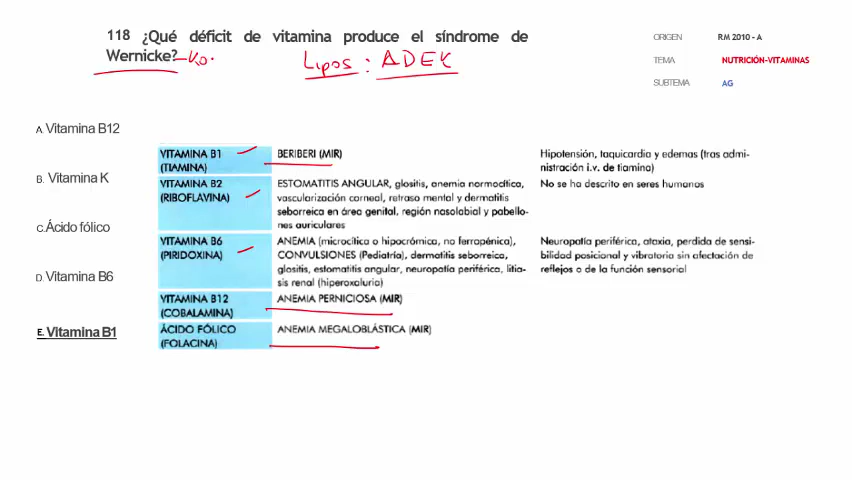 118 ¿Qué déficit de vitamina produce el síndrome de
Wernicke? -Ko.
Lipos : ADEK
ORIGEN RM 2010 - A
TEMA NUTRICIÓN-VITAMINAS
SUBTEMA AG
A. Vitamina B12
B. Vitamina K
C. Ácido fólico
D. Vitamina B6
E. Vitamina B1
VITAMINA B1 BERIBERI (MIR) Hipotensión, taquicardia y edemas (tras admi-
(TIAMINA) nistración i.v. de tiamina)
VITAMINA B2 ESTOMATITIS ANGULAR, glositis, anemia normocítica, No se ha descrito en seres humanos
(RIBOFLAVINA) vascularización corneal, retraso mental y dermatitis
seborreica en área genital, región nasolabial y pabello-
nes auriculares
VITAMINA B6 ANEMIA (microcítica o hipocrómica, no ferropénica), Neuropatía periférica, ataxia, perdida de sensi-
(PIRIDOXINA) CONVULSIONES (Pediatría), dermatitis seborreica, bilidad posicional y vibratoria sin afectación de
glositis, estomatitis angular, neuropatía periférica, litia- reflejos o de la función sensorial
sis renal (hiperoxaluria)
VITAMINA B12 ANEMIA PERNICIOSA (MIR)
(COBALAMINA)
ÁCIDO FÓLICO ANEMIA MEGALOBLÁSTICA (MIR)
(FOLACINA)